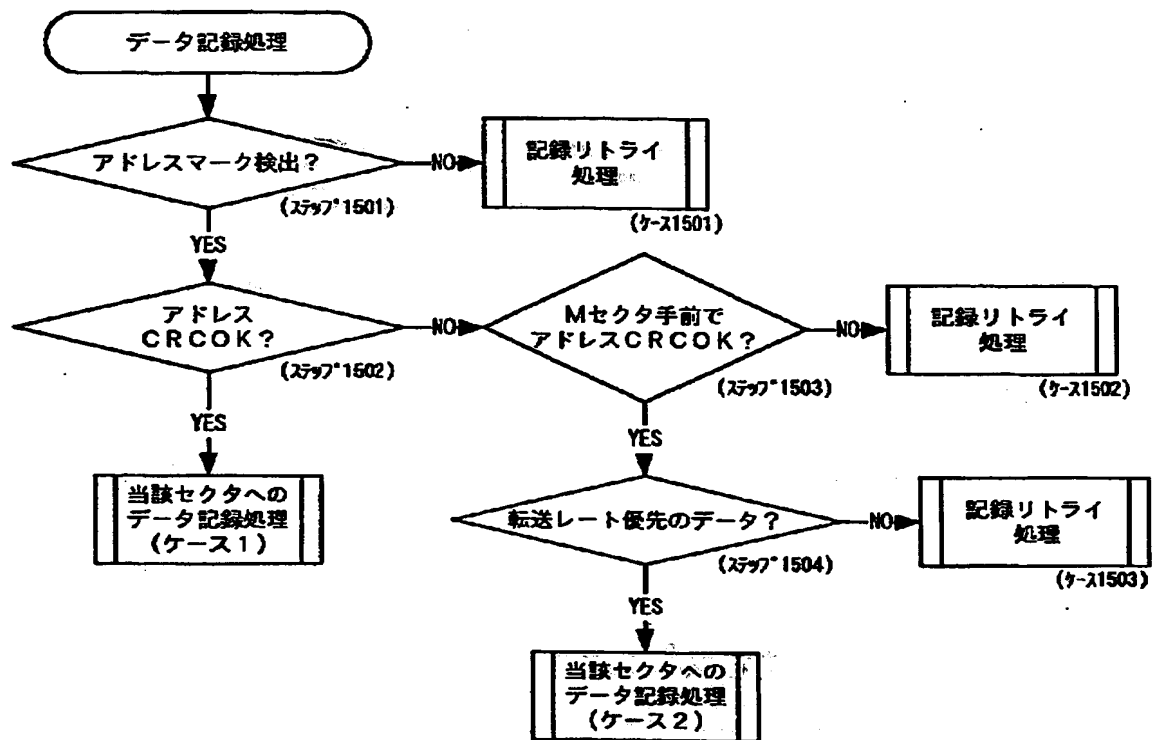 データ記録処理
アドレスマーク検出？
NO
記録リトライ
処理
(ステップ1501)
(ケース1501)
YES
アドレス
ＣＲＣＯＫ？
NO
Ｍセクタ手前で
アドレスＣＲＣＯＫ？
NO
記録リトライ
処理
(ステップ1502)
(ステップ1503)
(ケース1502)
YES
YES
当該セクタへの
データ記録処理
(ケース１)
転送レート優先のデータ？
NO
記録リトライ
処理
(ステップ1504)
(ケース1503)
YES
当該セクタへの
データ記録処理
(ケース２)